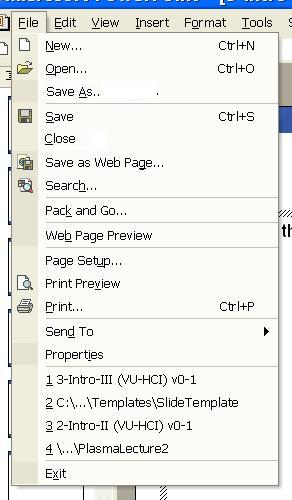 File Edit View Insert Format Tools
New... Ctrl+N
Open... Ctrl+O
Save As..
Save Ctrl+S
Close
Save as Web Page...
Search...
Pack and Go...
Web Page Preview
Page Setup...
Print Preview
Print... Ctrl+P
Send To
Properties
1 3-Intro-III (VU-HCI) v0-1
2 C:\...\Templates\SlideTemplate
3 2-Intro-II (VU-HCI) v0-1
4 \...\PlasmaLecture2
Exit